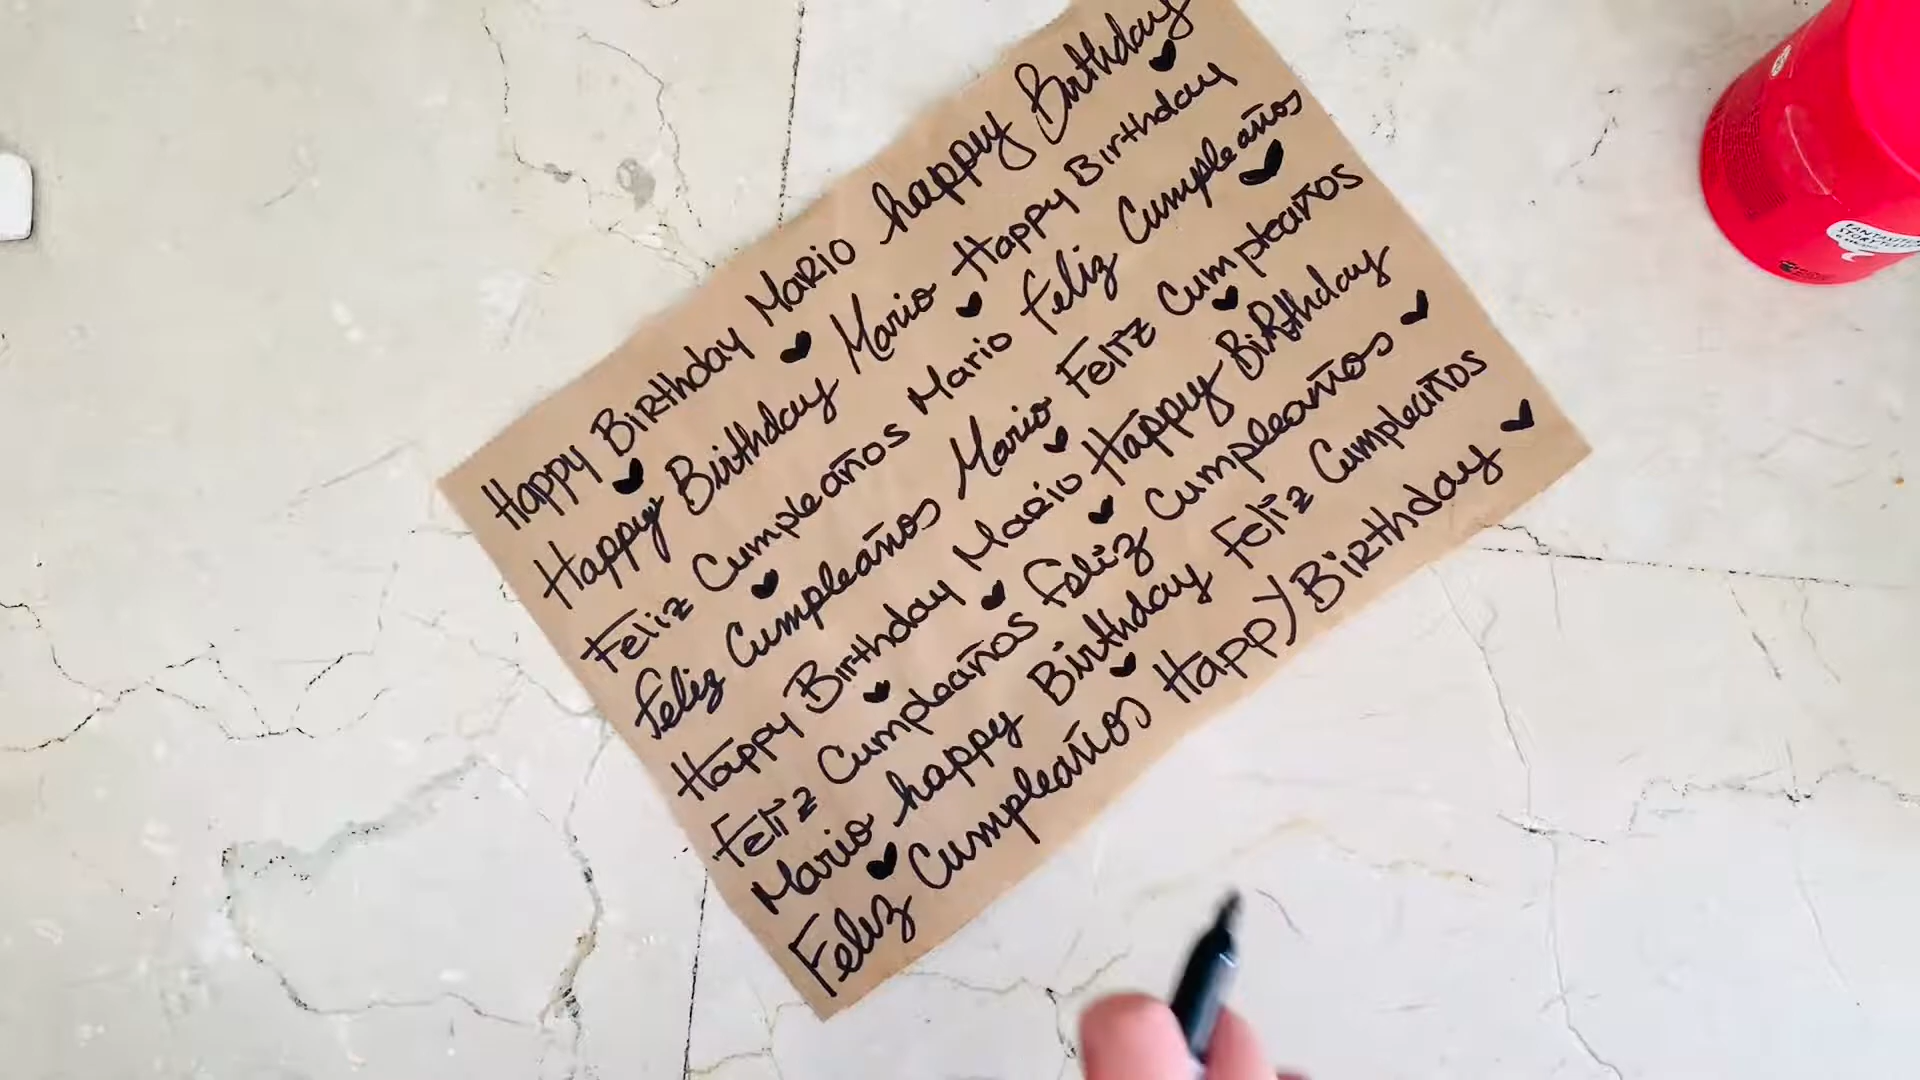 Happy Birthday Mario happy Birthday
Happy Birthday Mario Happy Birthday
Feliz Cumpleaños Mario Feliz Cumpleaños
Feliz Cumpleaños Mario Feliz Cumpleaños
Happy Birthday Mario Happy Birthday
Feliz Cumpleaños Feliz Cumpleaños
Mario happy Birthday Feliz Cumpleaños
Feliz Cumpleaños Happy Birthday